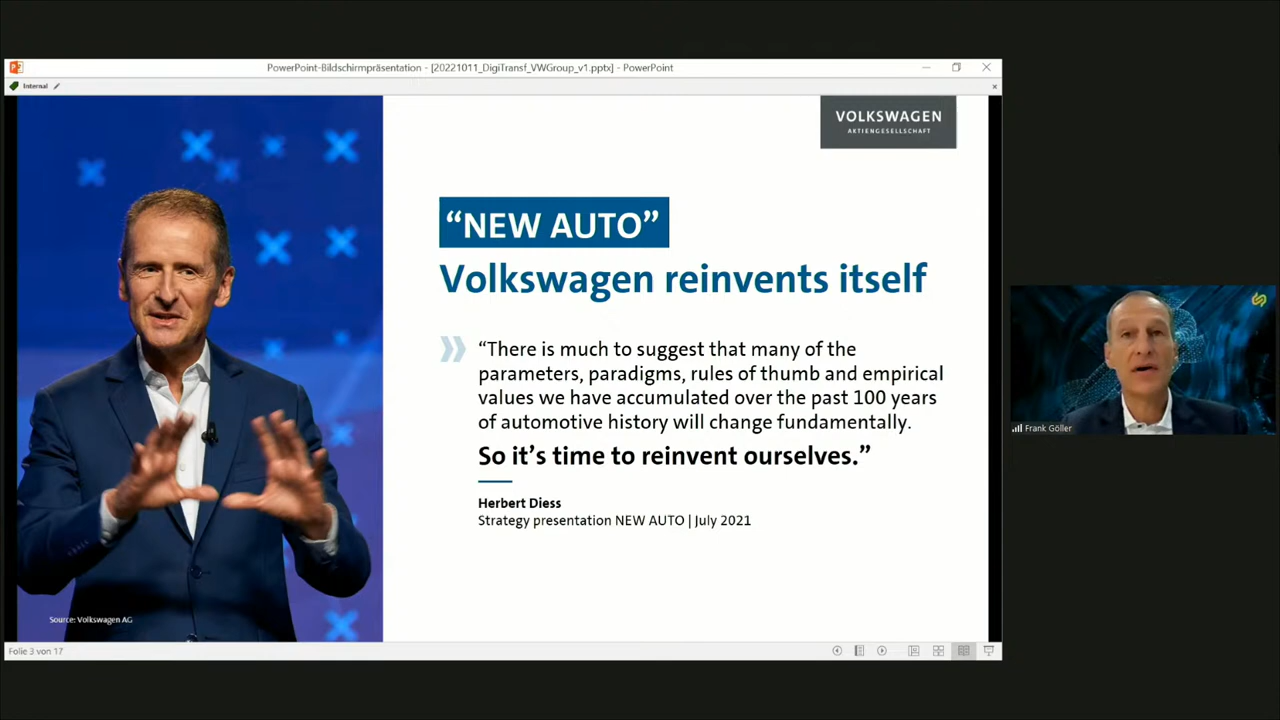 PowerPoint-Bildschirmpräsentation - [20221011_DigiTransf_VWGroup_v1.pptx] - PowerPoint
Internal
VOLKSWAGEN
AKTIENGESELLSCHAFT
“NEW AUTO”
Volkswagen reinvents itself
“There is much to suggest that many of the
parameters, paradigms, rules of thumb and empirical
values we have accumulated over the past 100 years
of automotive history will change fundamentally.
So it’s time to reinvent ourselves.”
Herbert Diess
Strategy presentation NEW AUTO | July 2021
Source: Volkswagen AG
Frank Göller
Folie 3 von 17